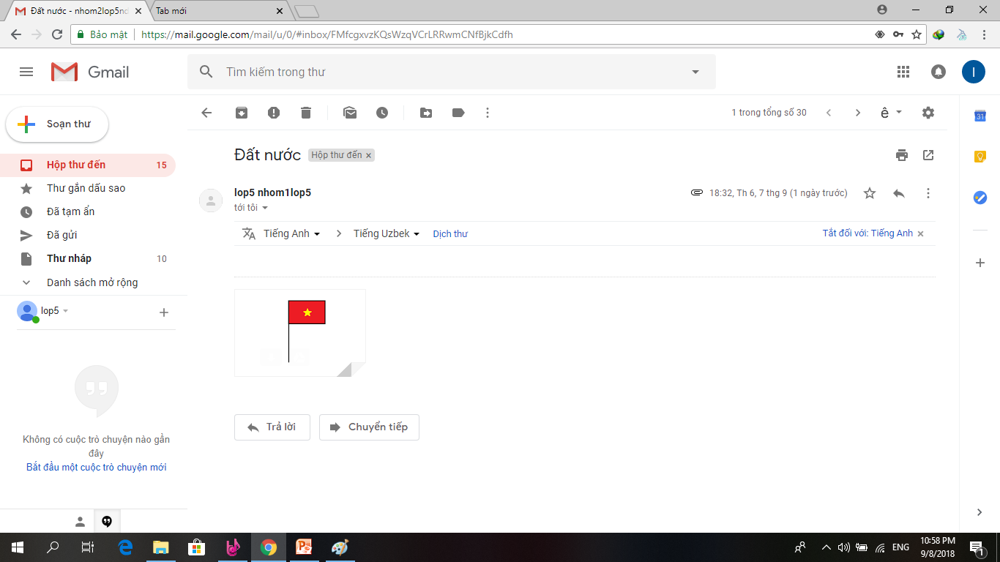 Đất nước - nhom2lop5nd
Tab mới
Bảo mật
https://mail.google.com/mail/u/0/#inbox/FMfcgxvzKQsWzqVCrLRRwmCNfBjkCdfh
Gmail
Tìm kiếm trong thư
I
Soạn thư
1 trong tổng số 30
ê
31
Hộp thư đến 15
Thư gắn dấu sao
Đã tạm ẩn
Đã gửi
Thư nháp 10
Danh sách mở rộng
lop5
Không có cuộc trò chuyện nào gần
đây
Bắt đầu một cuộc trò chuyện mới
Đất nước
Hộp thư đến ×
lop5 nhom1lop5
18:32, Th 6, 7 thg 9 (1 ngày trước)
tới tôi
Tiếng Anh
Tiếng Uzbek
Dịch thư
Tắt đối với: Tiếng Anh ×
Trả lời
Chuyển tiếp
ENG
10:58 PM
9/8/2018
1